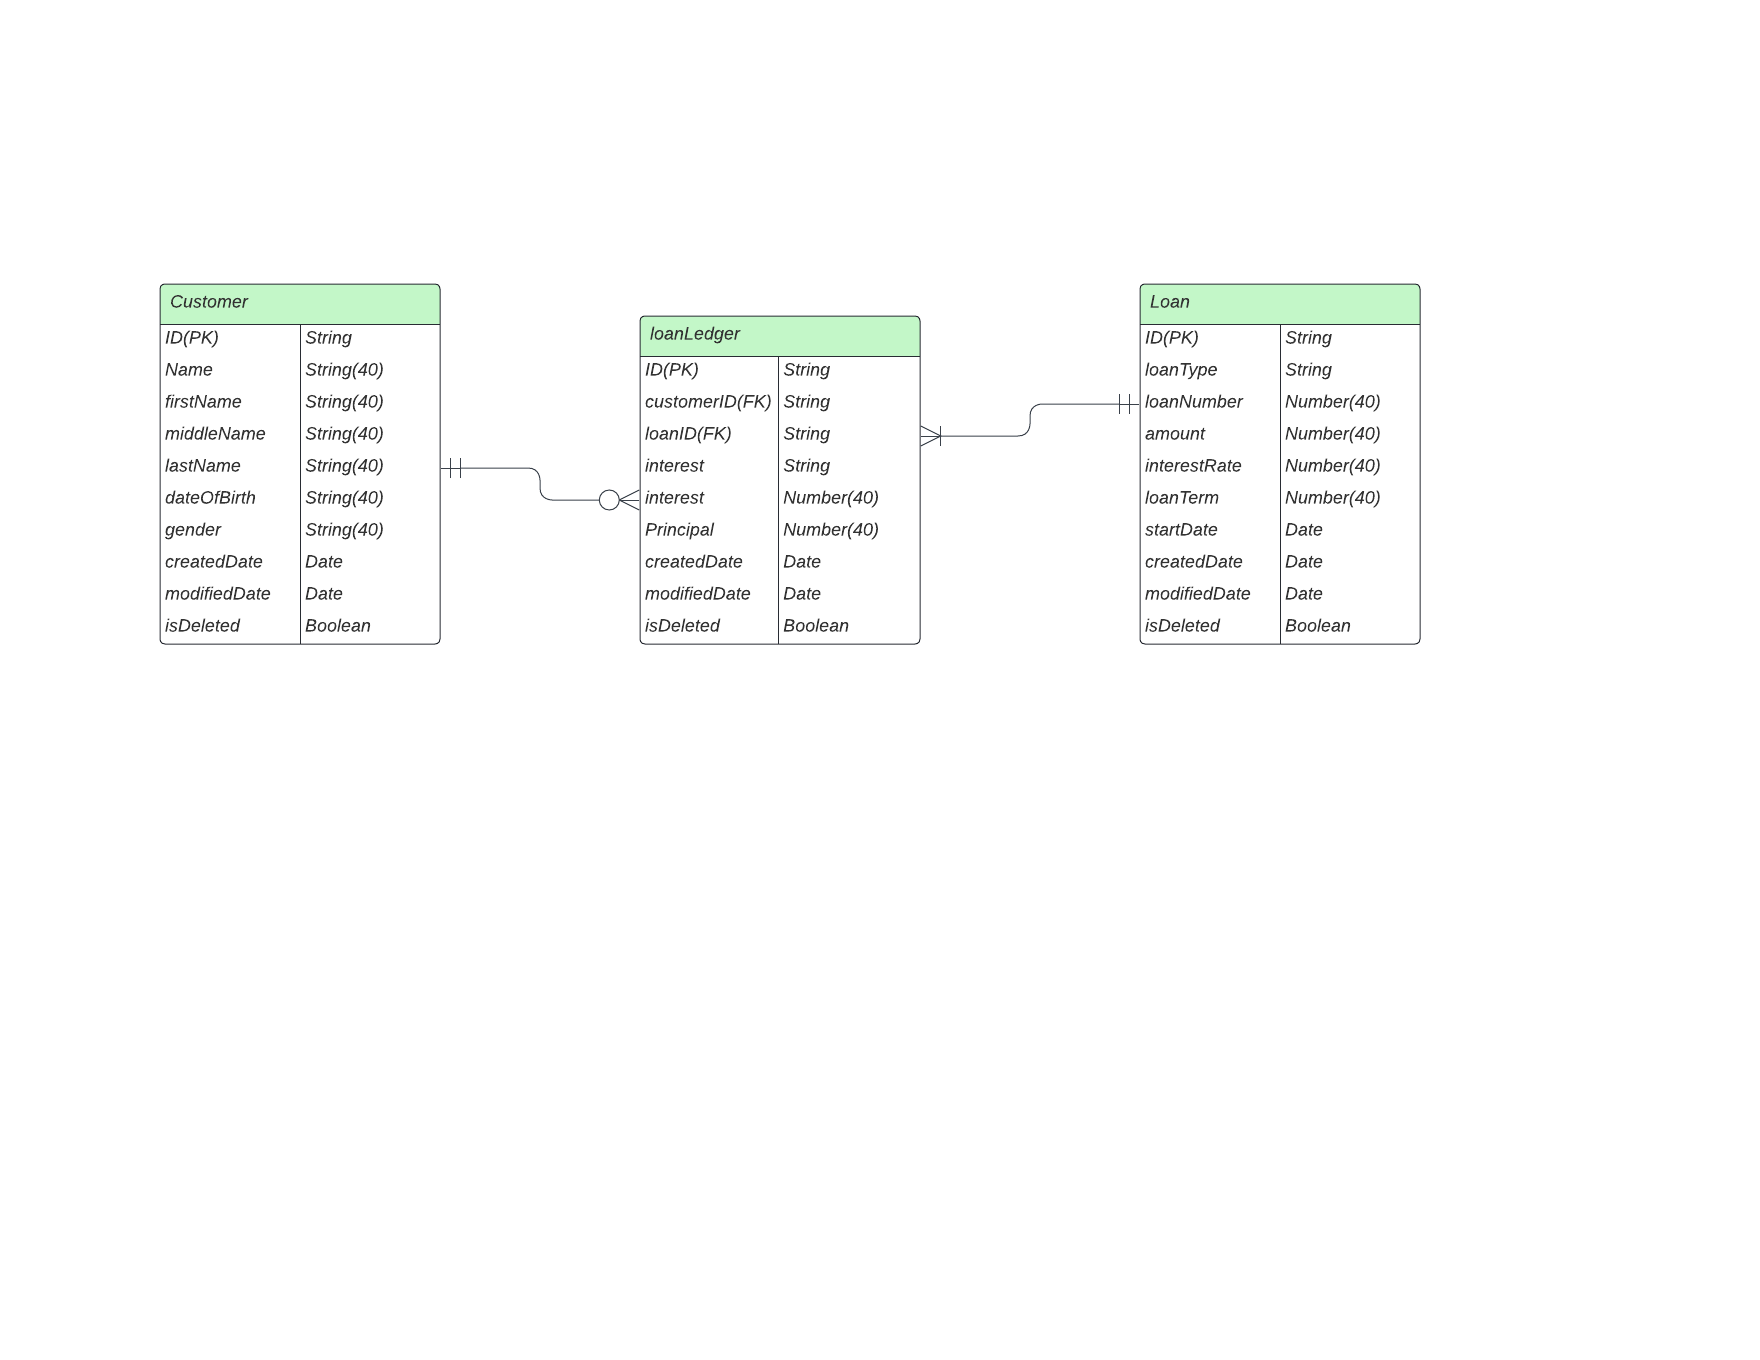 Customer
ID(PK) String
Name String(40)
firstName String(40)
middleName String(40)
lastName String(40)
dateOfBirth String(40)
gender String(40)
createdDate Date
modifiedDate Date
isDeleted Boolean
loanLedger
ID(PK) String
customerID(FK) String
loanID(FK) String
interest String
interest Number(40)
Principal Number(40)
createdDate Date
modifiedDate Date
isDeleted Boolean
Loan
ID(PK) String
loanType String
loanNumber Number(40)
amount Number(40)
interestRate Number(40)
loanTerm Number(40)
startDate Date
createdDate Date
modifiedDate Date
isDeleted Boolean